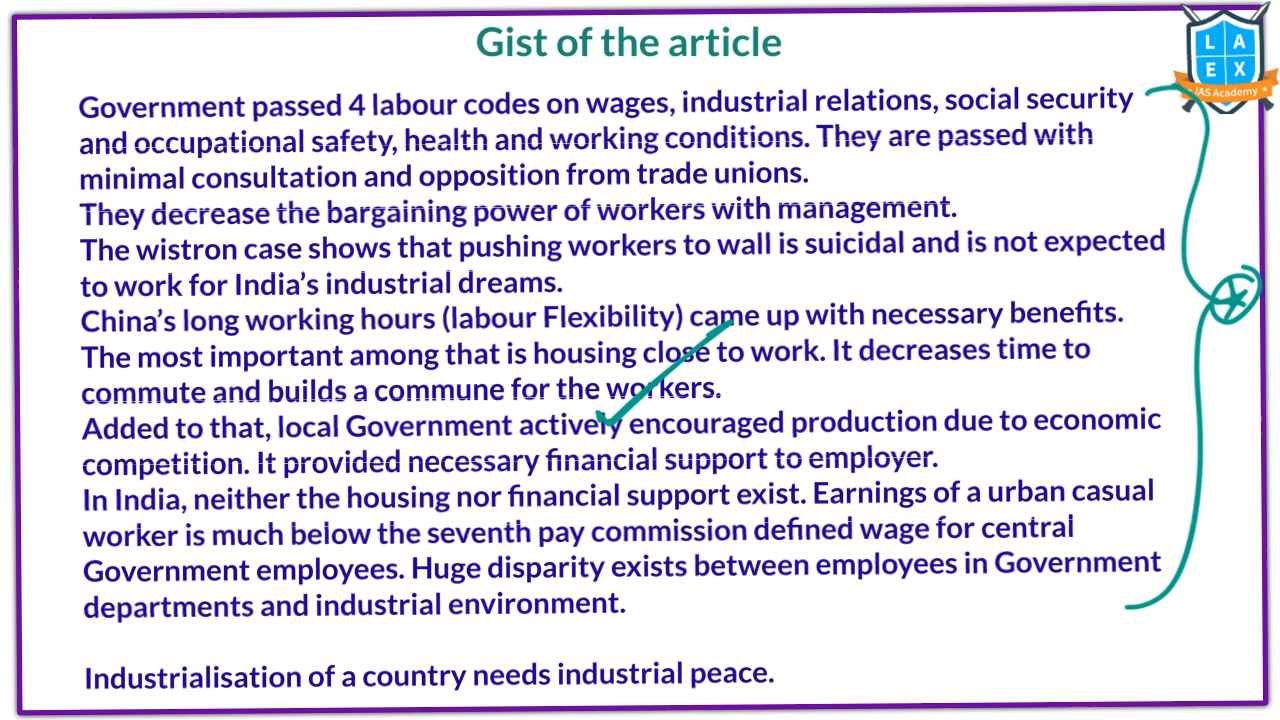 Gist of the article
L A
E X
IAS Academy
Government passed 4 labour codes on wages, industrial relations, social security
and occupational safety, health and working conditions. They are passed with
minimal consultation and opposition from trade unions.
They decrease the bargaining power of workers with management.
The wistron case shows that pushing workers to wall is suicidal and is not expected
to work for India's industrial dreams.
China's long working hours (labour Flexibility) came up with necessary benefits.
The most important among that is housing close to work. It decreases time to
commute and builds a commune for the workers.
Added to that, local Government actively encouraged production due to economic
competition. It provided necessary financial support to employer.
In India, neither the housing nor financial support exist. Earnings of a urban casual
worker is much below the seventh pay commission defined wage for central
Government employees. Huge disparity exists between employees in Government
departments and industrial environment.
Industrialisation of a country needs industrial peace.